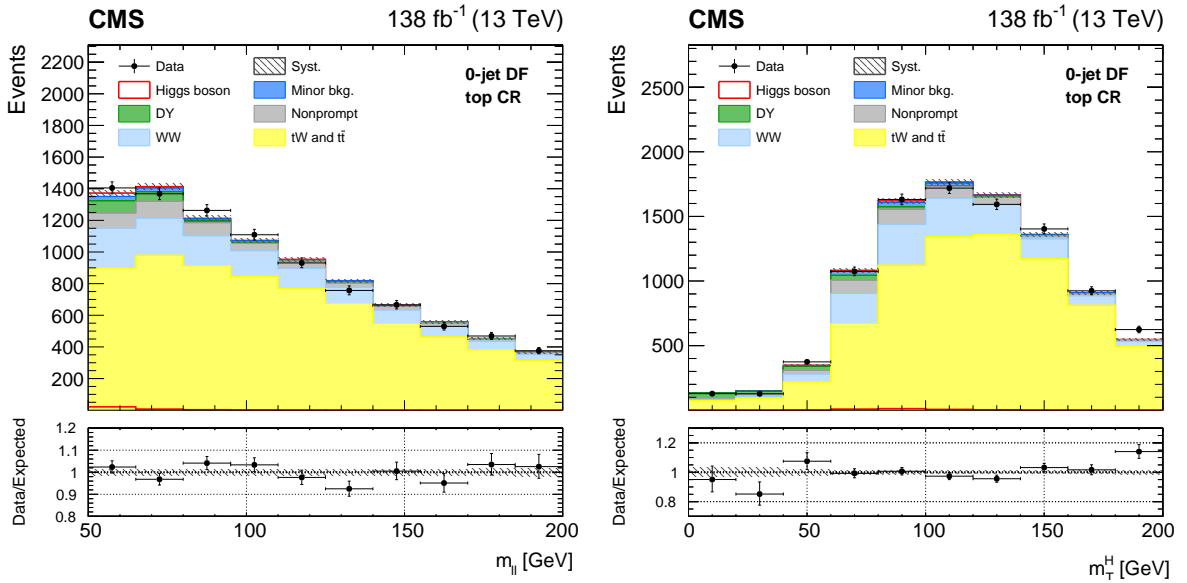 CMS 138 fb⁻¹ (13 TeV)
Events
2200
2000
1800
1600
1400
1200
1000
800
600
400
200
Data Syst.
Higgs boson Minor bkg.
DY Nonprompt
WW tW and tt̄
0-jet DF
top CR
Data/Expected
1.2
1.1
1
0.9
0.8
50 100 150 200
m_ll [GeV]
CMS 138 fb⁻¹ (13 TeV)
Events
2500
2000
1500
1000
500
Data Syst.
Higgs boson Minor bkg.
DY Nonprompt
WW tW and tt̄
0-jet DF
top CR
Data/Expected
1.2
1
0.8
0 50 100 150 200
m_T^H [GeV]